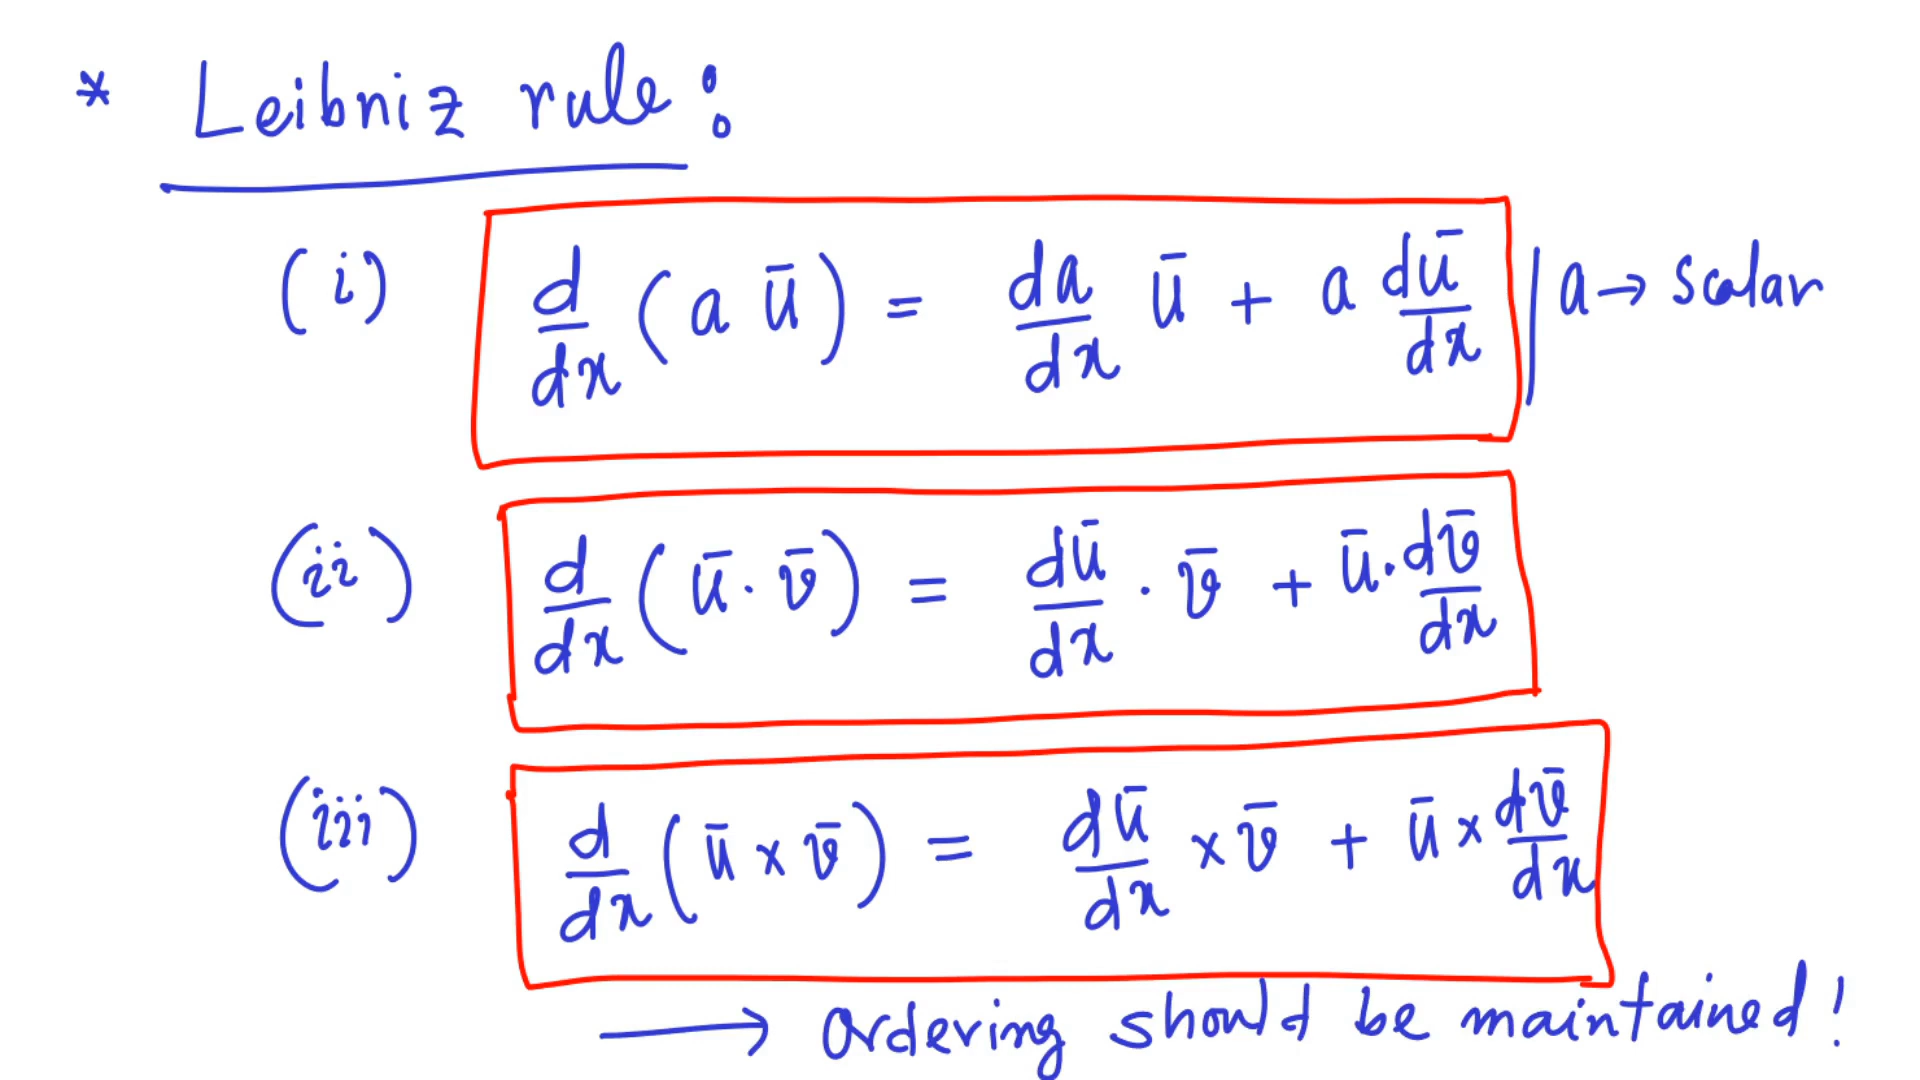 * Leibniz rule :
(i) d/dx ( a ū ) = da/dx ū + a dū/dx | a → scalar
(ii) d/dx ( ū · v̄ ) = dū/dx · v̄ + ū · dv̄/dx
(iii) d/dx ( ū × v̄ ) = dū/dx × v̄ + ū × dv̄/dx
→ ordering should be maintained !